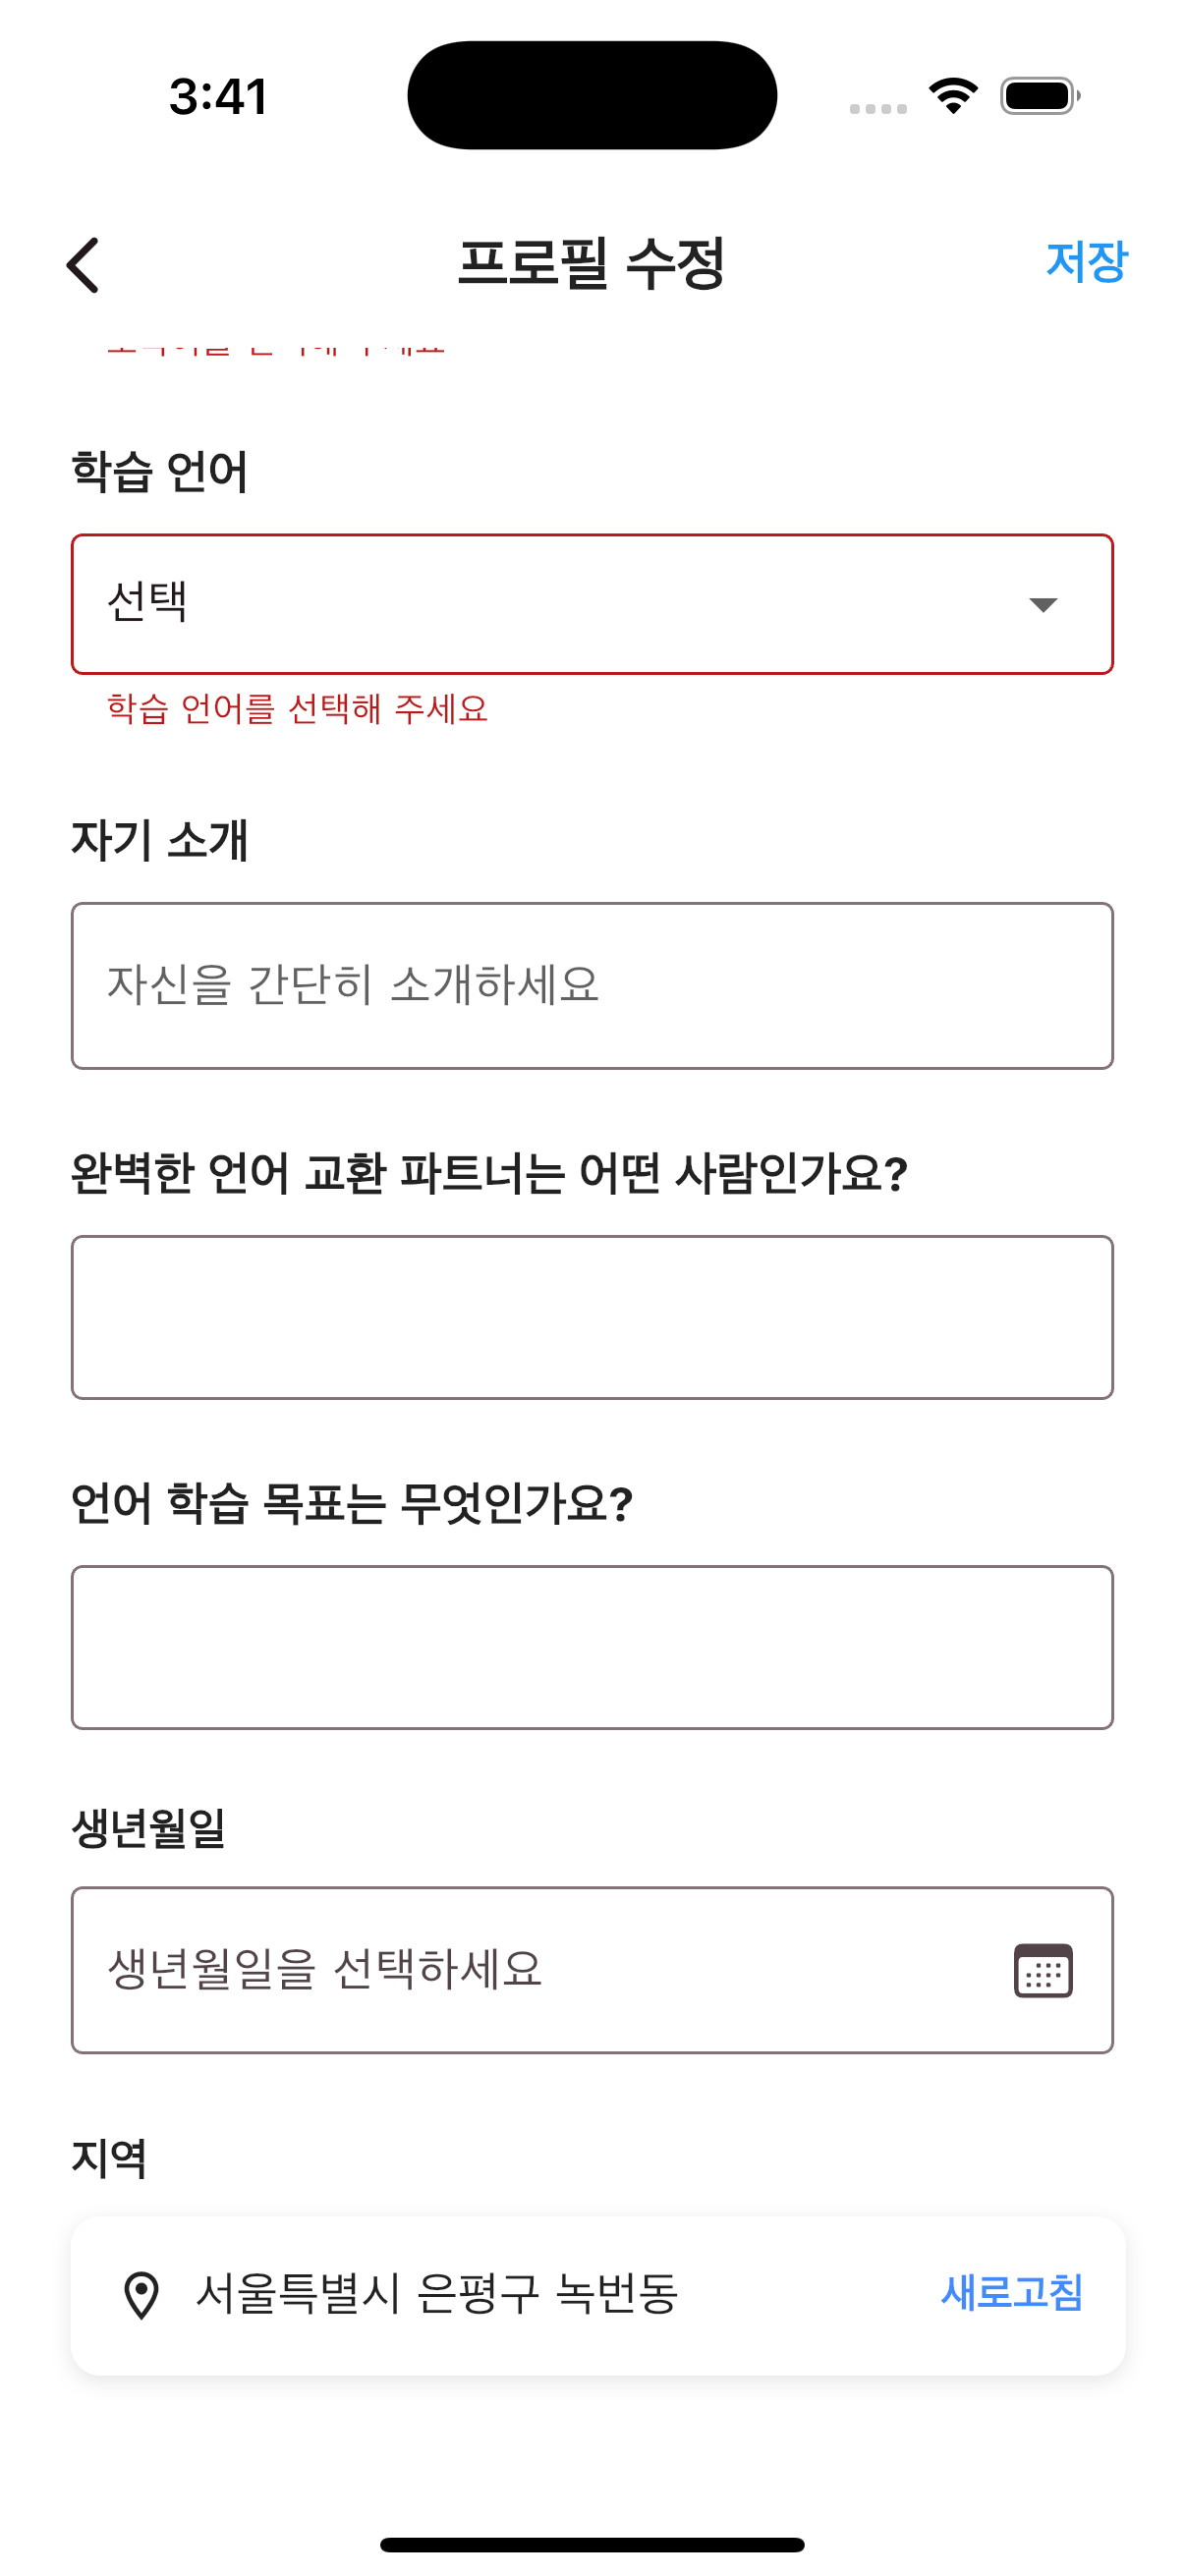 3:41
프로필 수정
저장
학습 언어
선택
학습 언어를 선택해 주세요
자기 소개
자신을 간단히 소개하세요
완벽한 언어 교환 파트너는 어떤 사람인가요?
언어 학습 목표는 무엇인가요?
생년월일
생년월일을 선택하세요
지역
서울특별시 은평구 녹번동
새로고침